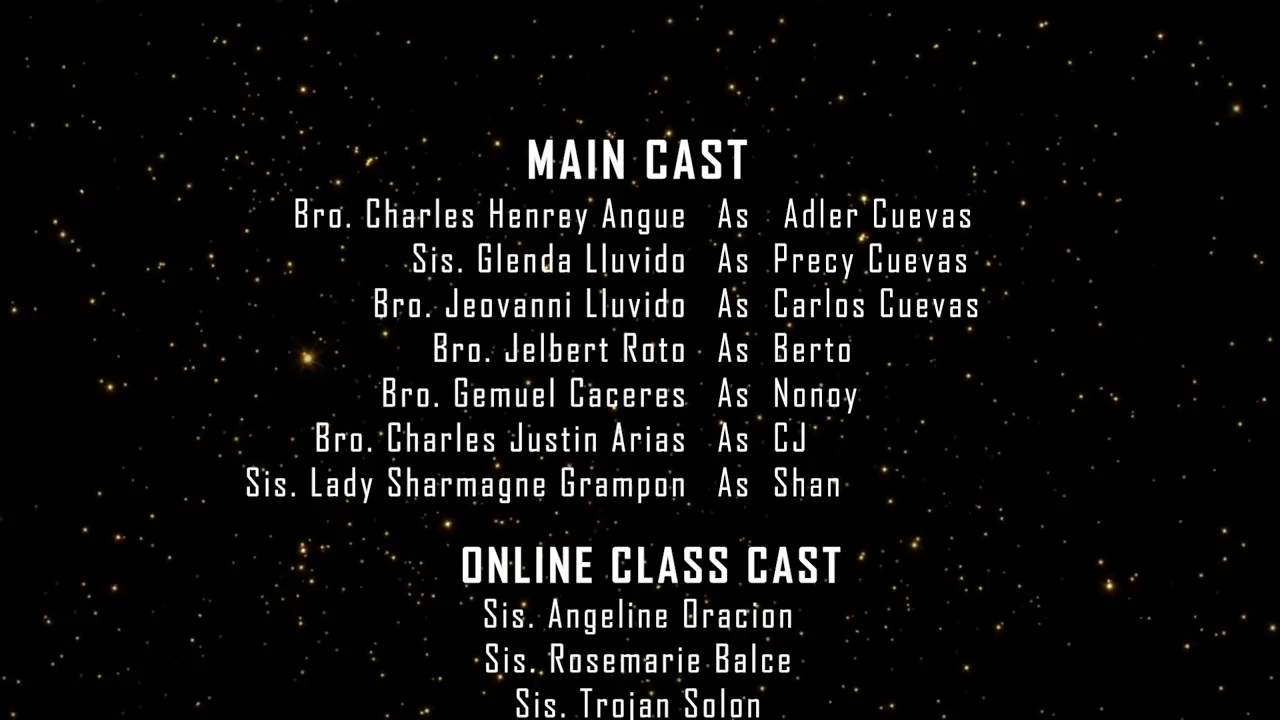 MAIN CAST
Bro. Charles Henrey Angue As Adler Cuevas
Sis. Glenda Lluvido As Precy Cuevas
Bro. Jeovanni Lluvido As Carlos Cuevas
Bro. Jelbert Roto As Berto
Bro. Gemuel Caceres As Nonoy
Bro. Charles Justin Arias As CJ
Sis. Lady Sharmagne Grampon As Shan
ONLINE CLASS CAST
Sis. Angeline Oracion
Sis. Rosemarie Balce
Sis. Trojan Solon